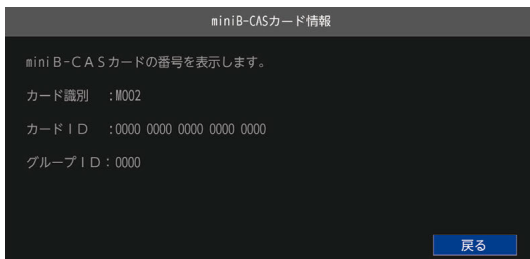 miniB-CASカード情報
miniB-CASカードの番号を表示します。
カード識別　:M002
カードID　:0000 0000 0000 0000 0000
グループID：0000
戻る